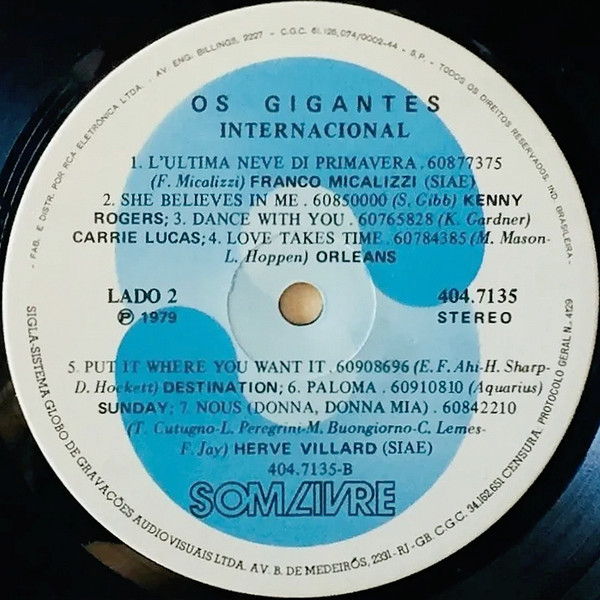 OS GIGANTES
INTERNACIONAL
1. L'ULTIMA NEVE DI PRIMAVERA . 60877375
(F. Micalizzi) FRANCO MICALIZZI (SIAE)
2. SHE BELIEVES IN ME . 60850000 (S. Gibb) KENNY
ROGERS; 3. DANCE WITH YOU . 60765828 (K. Gardner)
CARRIE LUCAS; 4. LOVE TAKES TIME . 60784385 (M. Mason-
L. Hoppen) ORLEANS
LADO 2
℗ 1979
404.7135
STEREO
5. PUT IT WHERE YOU WANT IT . 60908696 (E. F. Ahi-H. Sharp-
D. Hockett) DESTINATION; 6. PALOMA . 60910810 (Aquarius)
SUNDAY; 7. NOUS (DONNA, DONNA MIA) . 60842210
(T. Cutugno-L. Peregrini-M. Buongiorno-C. Lemes-
F. Jay) HERVE VILLARD (SIAE)
404.7135-B
SOM LIVRE
- FAB. E DISTR. POR RCA ELETRÔNICA LTDA. - AV. ENG. BILLINGS, 2227 - C.G.C. 61.126.074/0002-44 - S.P. - TODOS OS DIREITOS RESERVADOS. IND. BRASILEIRA -
SIGLA-SISTEMA GLOBO DE GRAVAÇÕES AUDIOVISUAIS LTDA. AV. B. DE MEDEIROS, 2331 - RJ - GB C.G.C. 34.162.651 CENSURA. PROTOCOLO GERAL N.. 4129